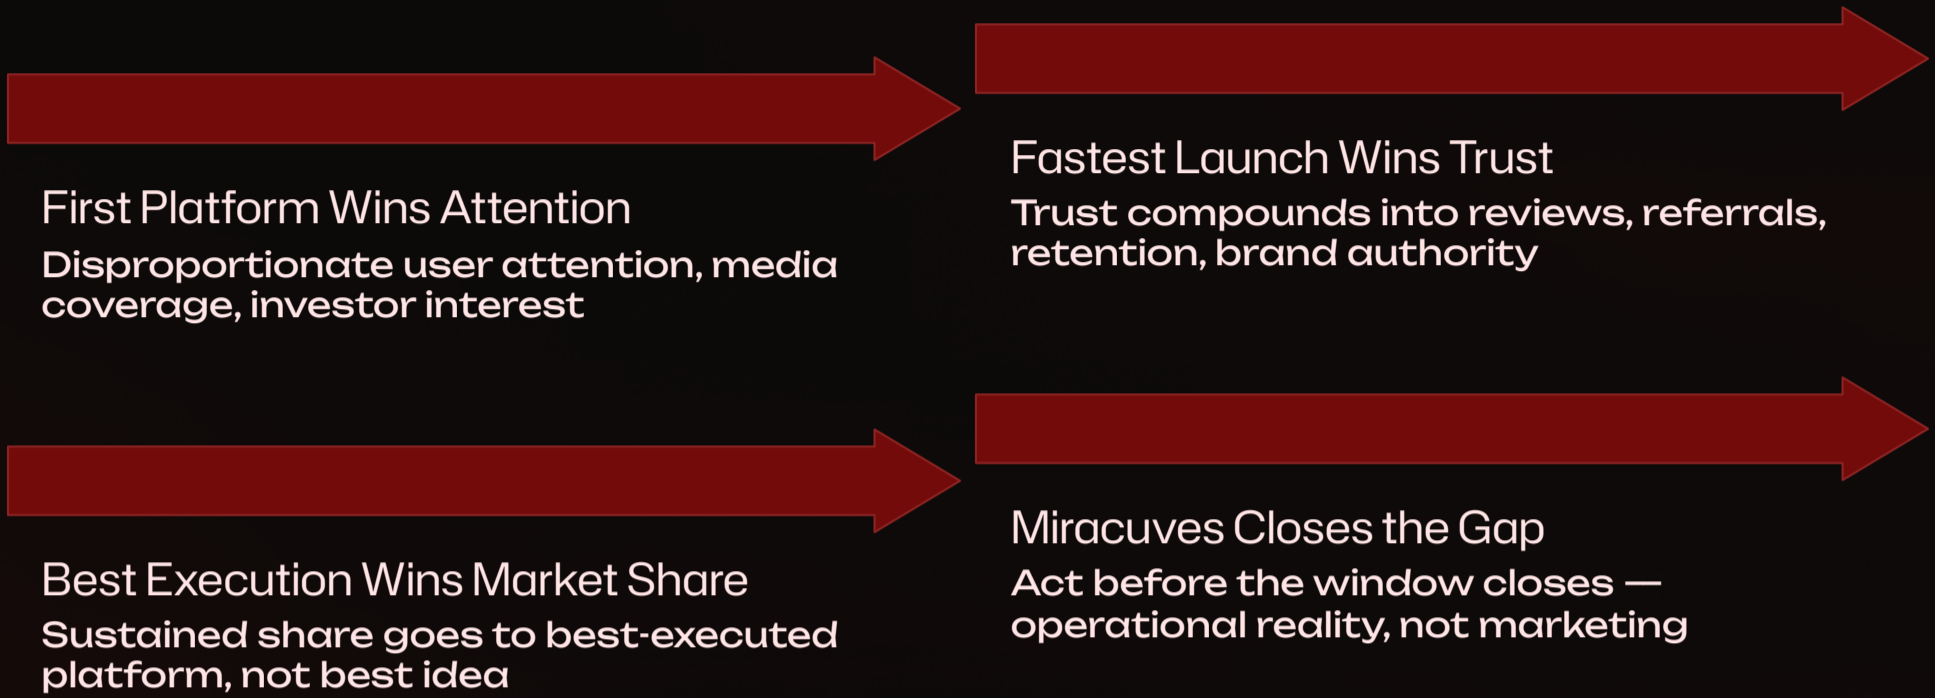 First Platform Wins Attention
Disproportionate user attention, media
coverage, investor interest
Fastest Launch Wins Trust
Trust compounds into reviews, referrals,
retention, brand authority
Best Execution Wins Market Share
Sustained share goes to best-executed
platform, not best idea
Miracuves Closes the Gap
Act before the window closes —
operational reality, not marketing